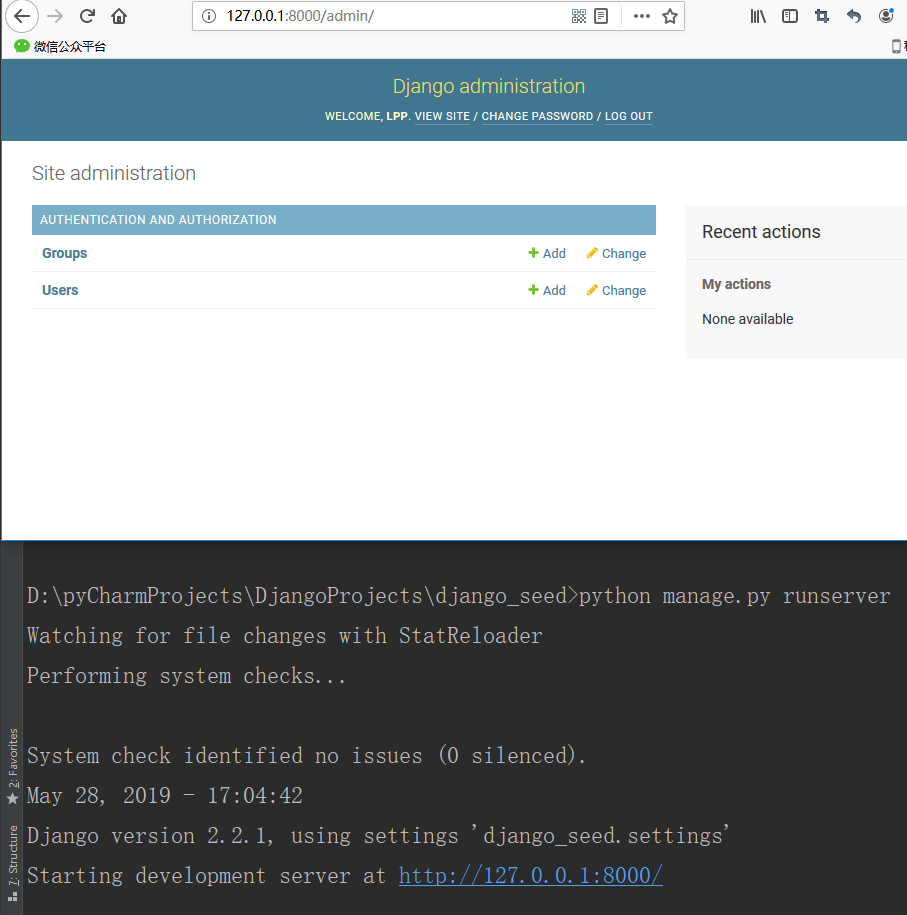 127.0.0.1:8000/admin/
微信公众平台
Django administration
WELCOME, LPP. VIEW SITE / CHANGE PASSWORD / LOG OUT
Site administration
AUTHENTICATION AND AUTHORIZATION
Groups Add Change
Users Add Change
Recent actions
My actions
None available
D:\pyCharmProjects\DjangoProjects\django_seed>python manage.py runserver
Watching for file changes with StatReloader
Performing system checks...
System check identified no issues (0 silenced).
May 28, 2019 - 17:04:42
Django version 2.2.1, using settings 'django_seed.settings'
Starting development server at http://127.0.0.1:8000/
2: Favorites
7: Structure